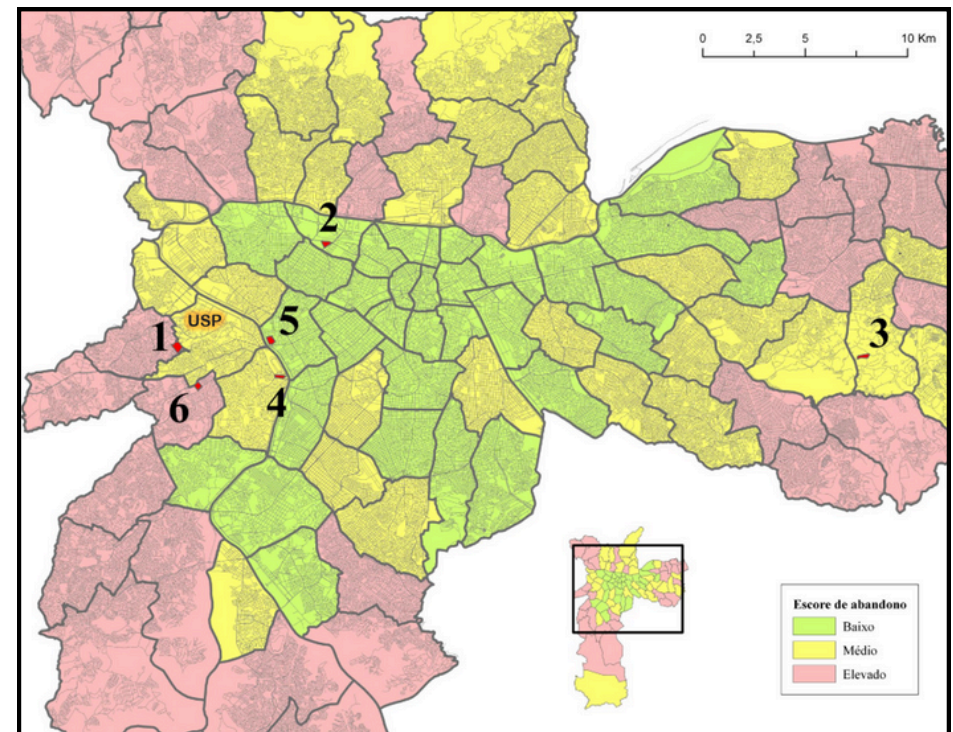 0 2,5 5 10 Km
2
USP
5
1
3
4
6
Escore de abandono
Baixo
Médio
Elevado